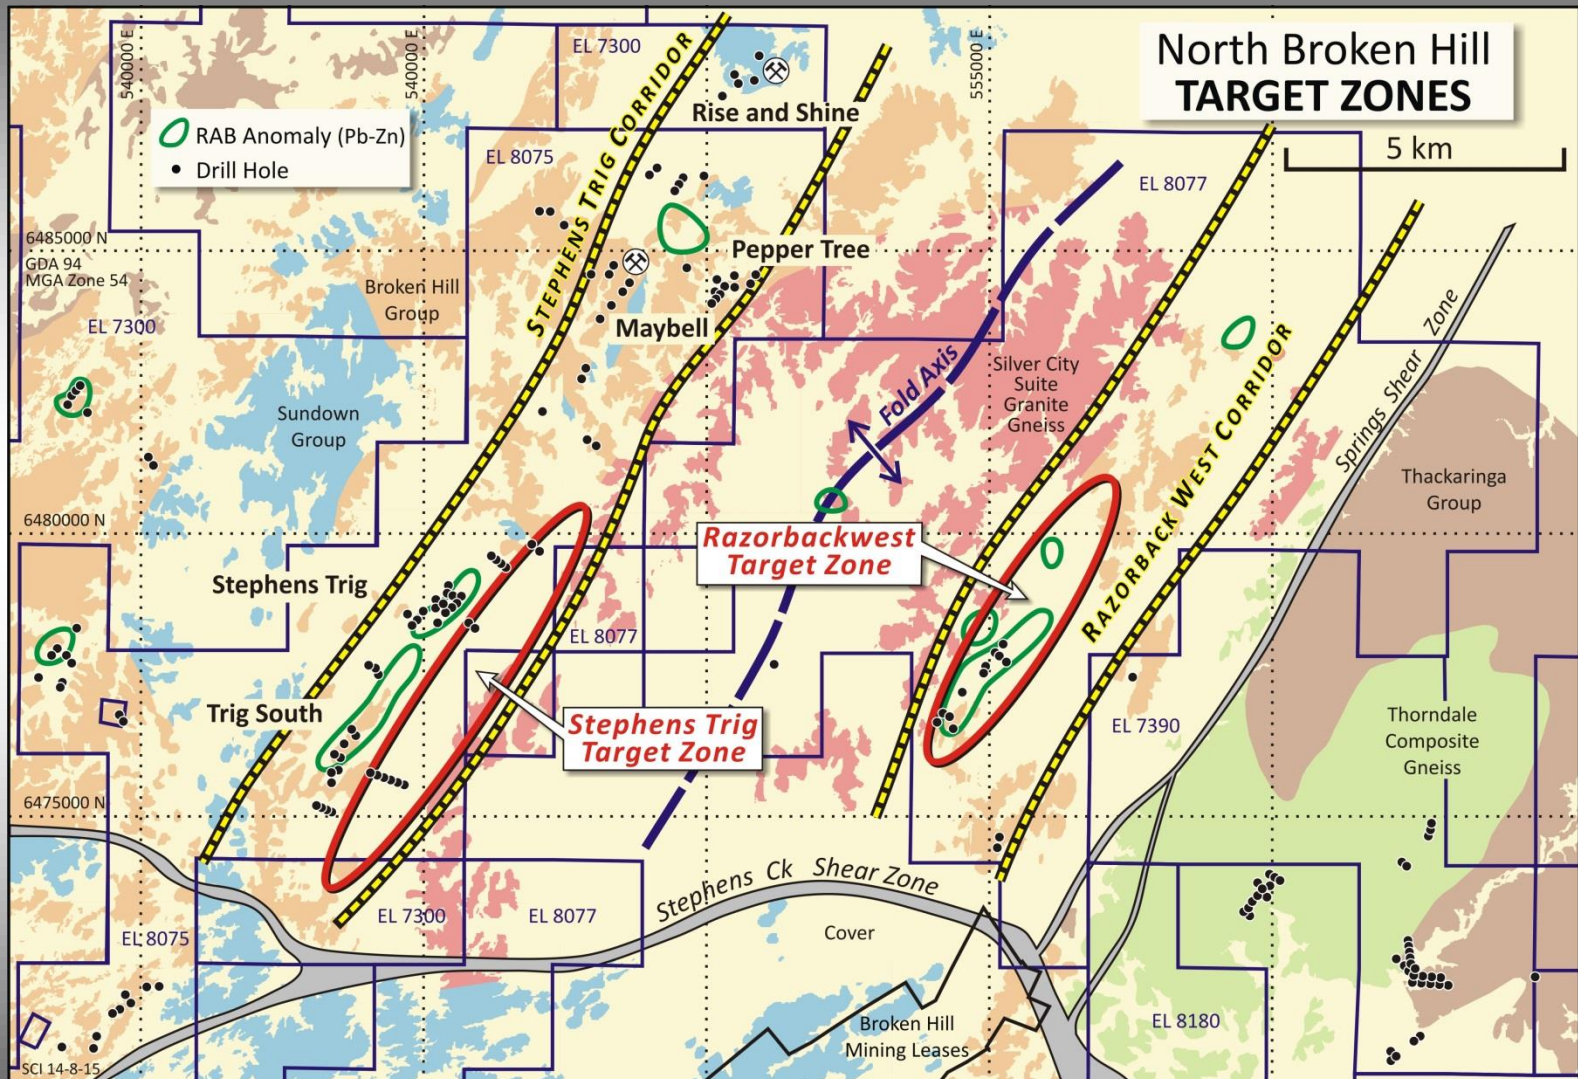 North Broken Hill
TARGET ZONES
5 km
RAB Anomaly (Pb-Zn)
Drill Hole
540000 E
540000 E
555000 E
EL 7300
Rise and Shine
STEPHENS TRIG CORRIDOR
EL 8075
EL 8077
6485000 N
GDA 94
MGA Zone 54
Pepper Tree
Broken Hill
Group
EL 7300
Maybell
Fold Axis
Silver City
Suite
Granite
Gneiss
RAZORBACK WEST CORRIDOR
Springs Shear Zone
Sundown
Group
Thackaringa
Group
6480000 N
Razorbackwest
Target Zone
Stephens Trig
EL 8077
Trig South
Stephens Trig
Target Zone
EL 7390
Thorndale
Composite
Gneiss
6475000 N
Stephens Ck Shear Zone
EL 7300
EL 8077
EL 8075
Cover
Broken Hill
Mining Leases
EL 8180
SCI 14-8-15